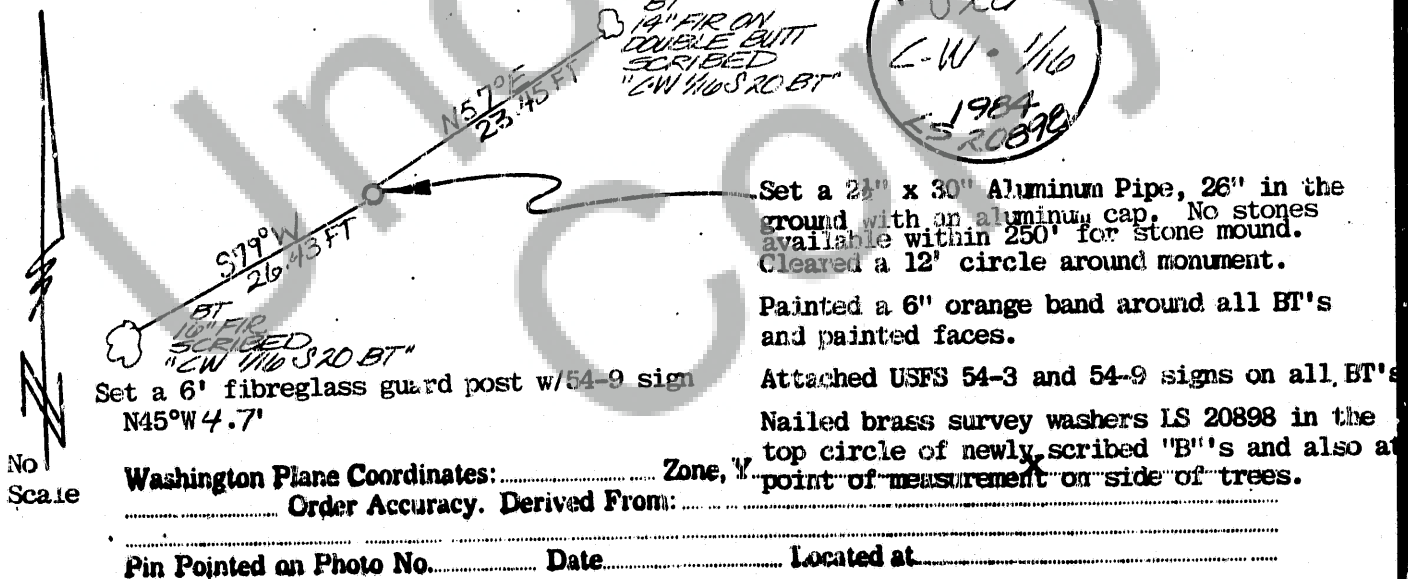 BT
14" FIR ON
DOUBLE BUTT
SCRIBED
"C-W 1/16 S 20 BT"
N57°E
23.45 FT
C-W • 1/16
1984
LS 20898
Set a 2½" x 30" Aluminum Pipe, 26" in the
ground with an aluminum cap. No stones
available within 250' for stone mound.
Cleared a 12' circle around monument.
S79°W
26.43 FT
BT
16" FIR
SCRIBED
"CW 1/16 S 20 BT"
Painted a 6" orange band around all BT's
and painted faces.
Set a 6' fibreglass guard post w/54-9 sign
N45°W 4.7'
Attached USFS 54-3 and 54-9 signs on all BT's
Nailed brass survey washers LS 20898 in the
top circle of newly scribed "B"'s and also at
point of measurement on side of trees.
N
No
Scale
Washington Plane Coordinates: Zone, Y X
Order Accuracy. Derived From:
Pin Pointed on Photo No. Date Located at
Uno
Copy